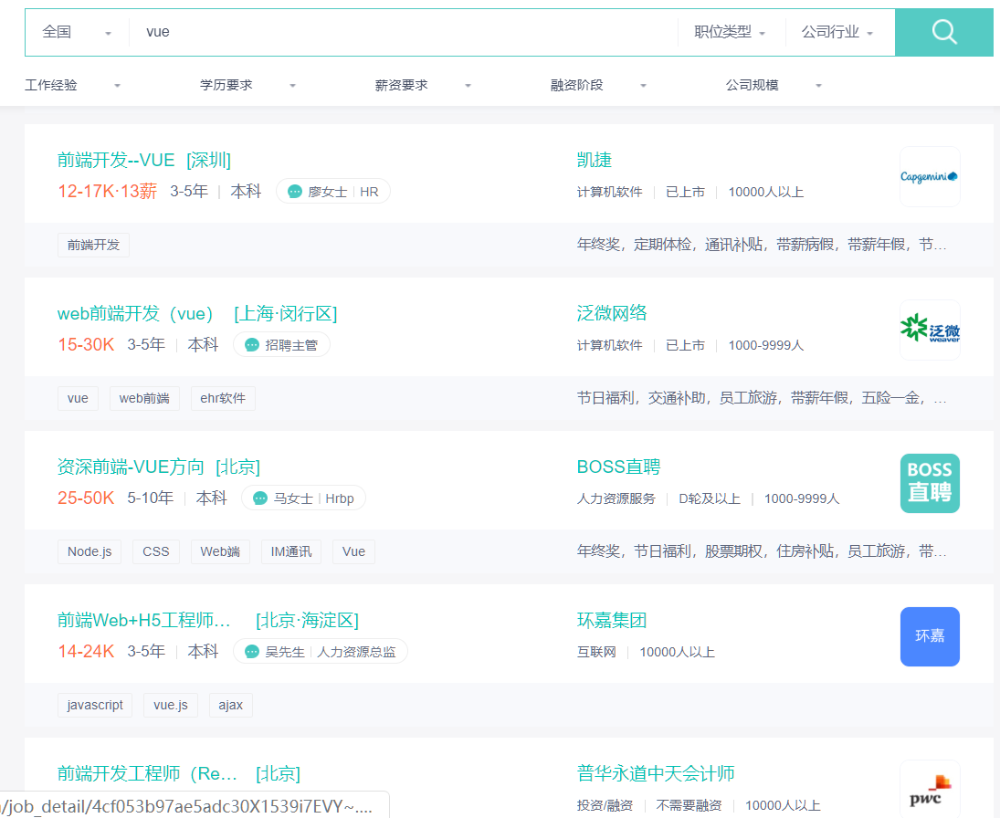 全国 vue 职位类型 公司行业
工作经验 学历要求 薪资要求 融资阶段 公司规模
前端开发--VUE [深圳]
12-17K·13薪 3-5年 本科 廖女士 HR
凯捷
计算机软件 已上市 10000人以上
Capgemini
前端开发
年终奖，定期体检，通讯补贴，带薪病假，带薪年假，节…
web前端开发（vue） [上海·闵行区]
15-30K 3-5年 本科 招聘主管
泛微网络
计算机软件 已上市 1000-9999人
泛微
weaver
vue web前端 ehr软件
节日福利，交通补助，员工旅游，带薪年假，五险一金，…
资深前端-VUE方向 [北京]
25-50K 5-10年 本科 马女士 Hrbp
BOSS直聘
人力资源服务 D轮及以上 1000-9999人
BOSS
直聘
Node.js CSS Web端 IM通讯 Vue
年终奖，节日福利，股票期权，住房补贴，员工旅游，带…
前端Web+H5工程师… [北京·海淀区]
14-24K 3-5年 本科 吴先生 人力资源总监
环嘉集团
互联网 10000人以上
环嘉
javascript vue.js ajax
前端开发工程师（Re… [北京]
普华永道中天会计师
投资/融资 不需要融资 10000人以上
pwc
/job_detail/4cf053b97ae5adc30X1539i7EVY~....